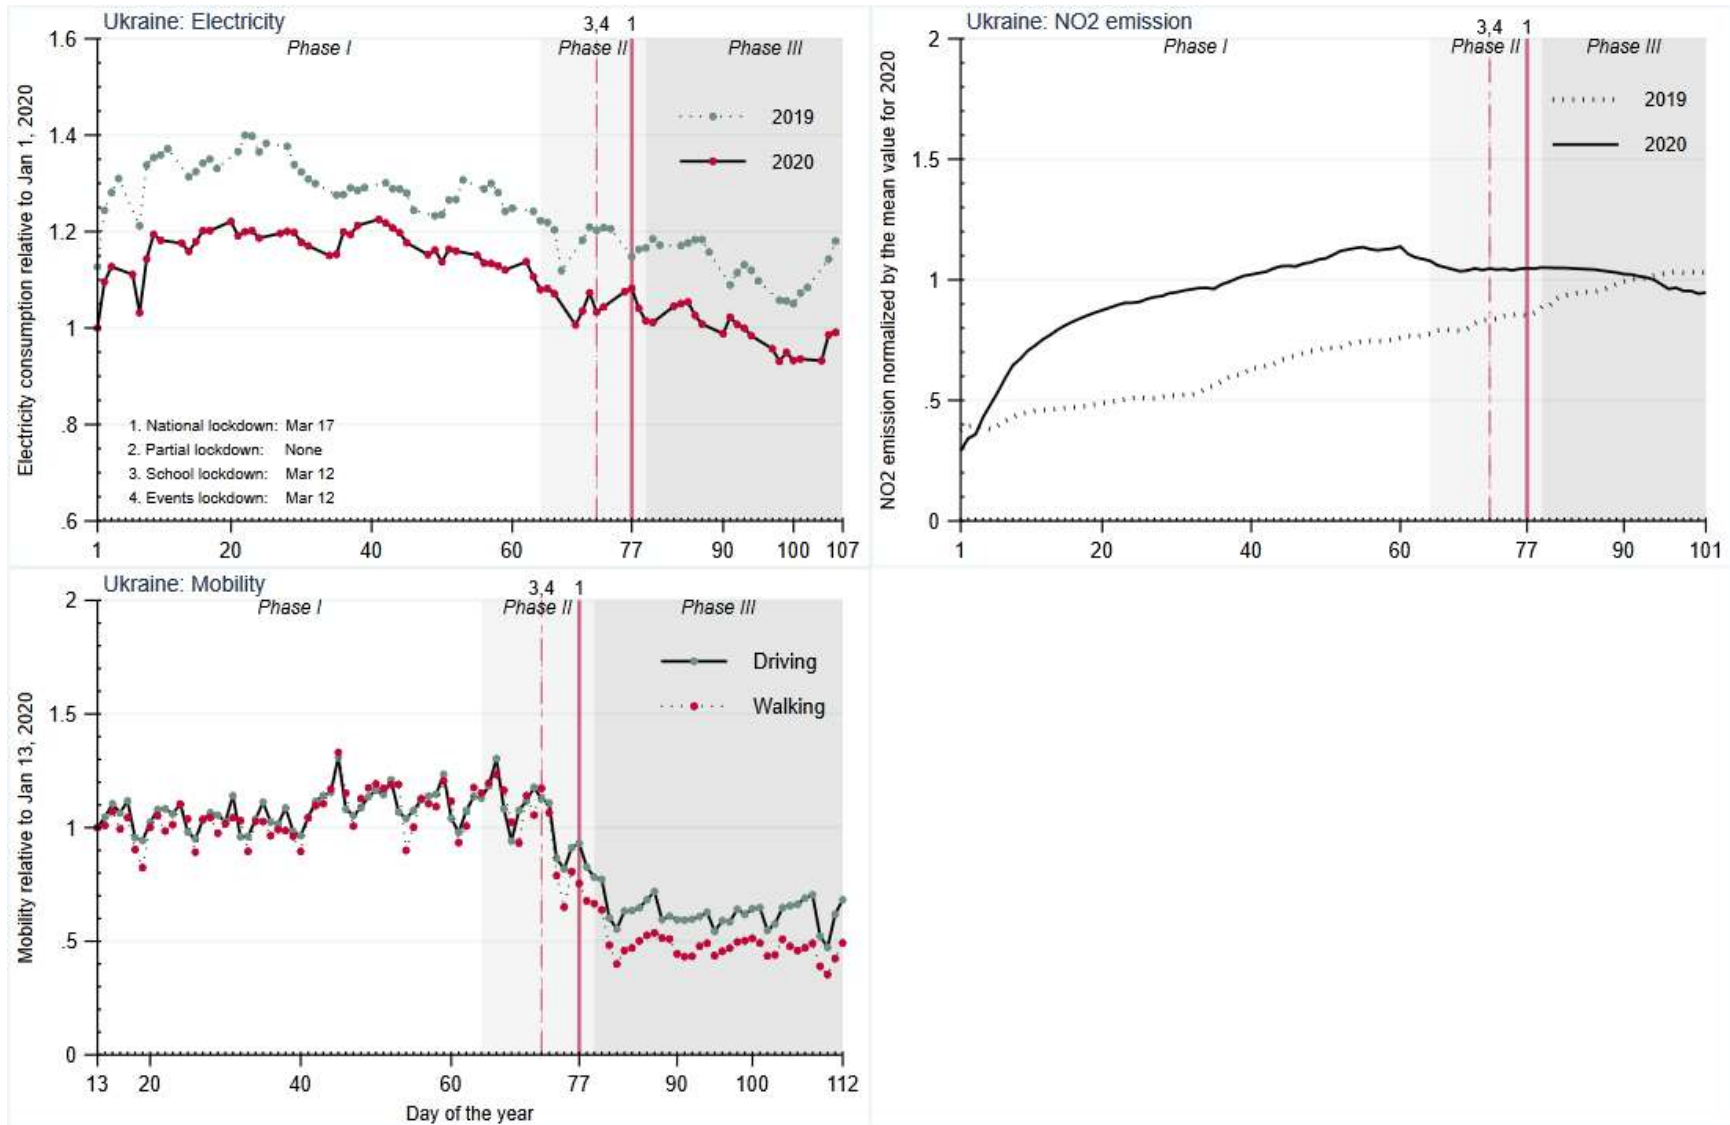 Ukraine: Electricity
3,4 1
Phase I Phase II Phase III
Electricity consumption relative to Jan 1, 2020
1.6
1.4
1.2
1
.8
.6
2019
2020
1. National lockdown: Mar 17
2. Partial lockdown: None
3. School lockdown: Mar 12
4. Events lockdown: Mar 12
1 20 40 60 77 90 100 107
Ukraine: NO2 emission
3,4 1
Phase I Phase II Phase III
NO2 emission normalized by the mean value for 2020
2
1.5
1
.5
0
2019
2020
1 20 40 60 77 90 101
Ukraine: Mobility
3,4 1
Phase I Phase II Phase III
Mobility relative to Jan 13, 2020
2
1.5
1
.5
0
Driving
Walking
13 20 40 60 77 90 100 112
Day of the year